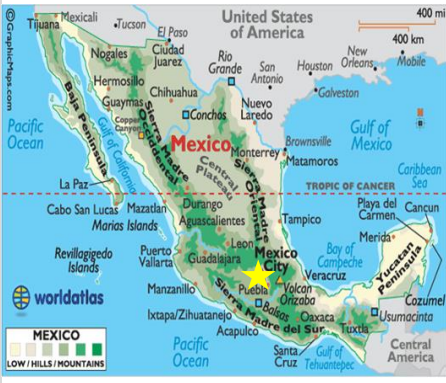 ©GraphicMaps.com
Tijuana
Mexicali
Tucson
El Paso
United States
of America
400 mi
400 km
Nogales
Ciudad
Juarez
Rio
Grande
San
Antonio
Houston
New
Orleans
Mobile
Galveston
Hermosillo
Guaymas
Chihuahua
Copper
Canyon
Conchos
Nuevo
Laredo
Baja Peninsula
Gulf of California
Sierra Madre
Occidental
Mexico
Central
Plateau
Monterrey
Sierra Madre
Oriental
Brownsville
Matamoros
Gulf of
Mexico
Pacific
Ocean
Caribbean
Sea
TROPIC OF CANCER
La Paz
Cabo San Lucas
Mazatlan
Marias Islands
Durango
Aguascalientes
Tampico
Playa del
Carmen
Cancun
Merida
Yucatan
Peninsula
Cozumel
Bay of
Campeche
Revillagigedo
Islands
Puerto
Vallarta
Leon
Guadalajara
Mexico
City
Veracruz
Puebla
Volcan
Orizaba
Manzanillo
Balsas
Sierra Madre del Sur
Oaxaca
Tuxtla
Usumacinta
Ixtapa/Zihuatanejo
Acapulco
Santa
Cruz
Gulf of
Tehuantepec
Central
America
Pacific
Ocean
worldatlas
MEXICO
LOW / HILLS / MOUNTAINS